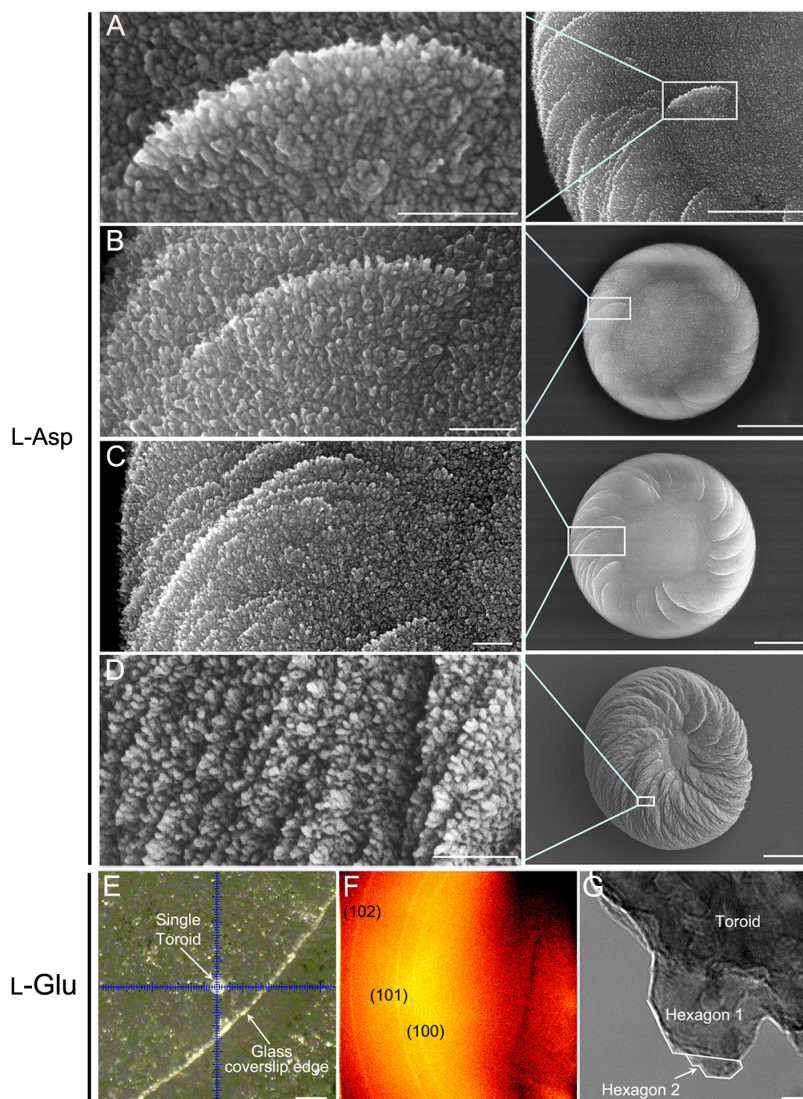 A
B
L-Asp
C
D
E
Single
Toroid
Glass
coverslip edge
F
(102)
(101)
(100)
G
Toroid
Hexagon 1
Hexagon 2
L-Glu